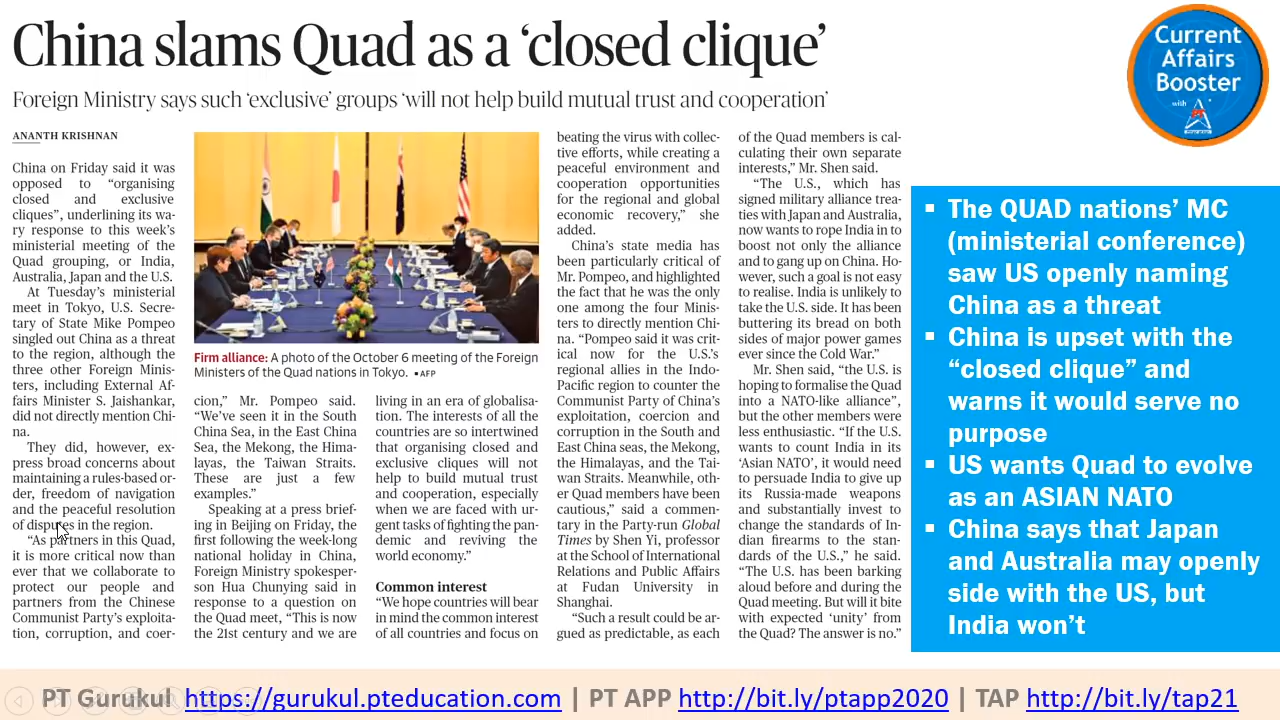 China slams Quad as a ‘closed clique’
Foreign Ministry says such ‘exclusive’ groups ‘will not help build mutual trust and cooperation’
ANANTH KRISHNAN
China on Friday said it was
opposed to “organising
closed and exclusive
cliques”, underlining its wa-
ry response to this week’s
ministerial meeting of the
Quad grouping, or India,
Australia, Japan and the U.S.
At Tuesday’s ministerial
meet in Tokyo, U.S. Secre-
tary of State Mike Pompeo
singled out China as a threat
to the region, although the
three other Foreign Minis-
ters, including External Af-
fairs Minister S. Jaishankar,
did not directly mention Chi-
na.
They did, however, ex-
press broad concerns about
maintaining a rules-based or-
der, freedom of navigation
and the peaceful resolution
of disputes in the region.
“As partners in this Quad,
it is more critical now than
ever that we collaborate to
protect our people and
partners from the Chinese
Communist Party’s exploita-
tion, corruption, and coer-
Firm alliance: A photo of the October 6 meeting of the Foreign
Ministers of the Quad nations in Tokyo. ▪AFP
cion,” Mr. Pompeo said.
“We’ve seen it in the South
China Sea, in the East China
Sea, the Mekong, the Hima-
layas, the Taiwan Straits.
These are just a few
examples.”
Speaking at a press brief-
ing in Beijing on Friday, the
first following the week-long
national holiday in China,
Foreign Ministry spokesper-
son Hua Chunying said in
response to a question on
the Quad meet, “This is now
the 21st century and we are
living in an era of globalisa-
tion. The interests of all the
countries are so intertwined
that organising closed and
exclusive cliques will not
help to build mutual trust
and cooperation, especially
when we are faced with ur-
gent tasks of fighting the pan-
demic and reviving the
world economy.”
Common interest
“We hope countries will bear
in mind the common interest
of all countries and focus on
beating the virus with collec-
tive efforts, while creating a
peaceful environment and
cooperation opportunities
for the regional and global
economic recovery,” she
added.
China’s state media has
been particularly critical of
Mr. Pompeo, and highlighted
the fact that he was the only
one among the four Minis-
ters to directly mention Chi-
na. “Pompeo said it was crit-
ical now for the U.S.’s
regional allies in the Indo-
Pacific region to counter the
Communist Party of China’s
exploitation, coercion and
corruption in the South and
East China seas, the Mekong,
the Himalayas, and the Tai-
wan Straits. Meanwhile, oth-
er Quad members have been
cautious,” said a commen-
tary in the Party-run Global
Times by Shen Yi, professor
at the School of International
Relations and Public Affairs
at Fudan University in
Shanghai.
“Such a result could be ar-
gued as predictable, as each
of the Quad members is cal-
culating their own separate
interests,” Mr. Shen said.
“The U.S., which has
signed military alliance trea-
ties with Japan and Australia,
now wants to rope India in to
boost not only the alliance
and to gang up on China. Ho-
wever, such a goal is not easy
to realise. India is unlikely to
take the U.S. side. It has been
buttering its bread on both
sides of major power games
ever since the Cold War.”
Mr. Shen said, “the U.S. is
hoping to formalise the Quad
into a NATO-like alliance”,
but the other members were
less enthusiastic. “If the U.S.
wants to count India in its
‘Asian NATO’, it would need
to persuade India to give up
its Russia-made weapons
and substantially invest to
change the standards of In-
dian firearms to the stan-
dards of the U.S.,” he said.
“The U.S. has been barking
aloud before and during the
Quad meeting. But will it bite
with expected ‘unity’ from
the Quad? The answer is no.”
Current
Affairs
Booster
with
▪ The QUAD nations’ MC
(ministerial conference)
saw US openly naming
China as a threat
▪ China is upset with the
“closed clique” and
warns it would serve no
purpose
▪ US wants Quad to evolve
as an ASIAN NATO
▪ China says that Japan
and Australia may openly
side with the US, but
India won’t
PT Gurukul https://gurukul.pteducation.com | PT APP http://bit.ly/ptapp2020 | TAP http://bit.ly/tap21